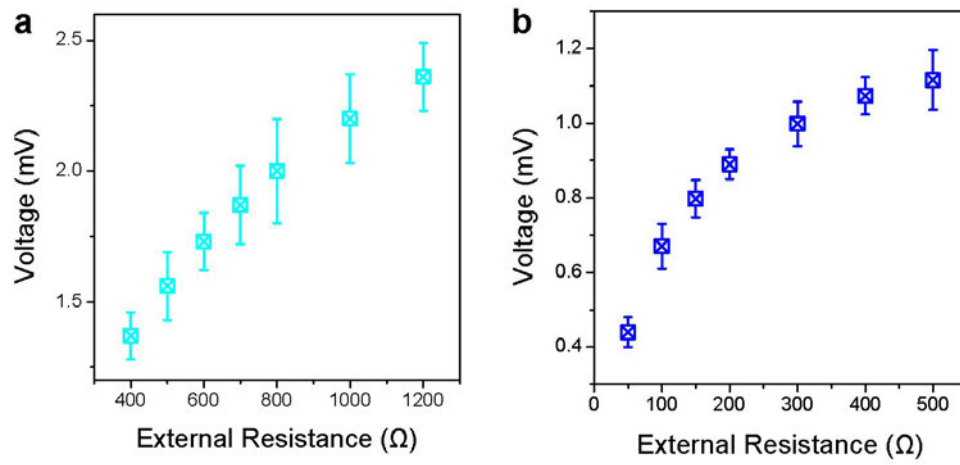 a
2.5
2.0
1.5
Voltage (mV)
400 600 800 1000 1200
External Resistance (Ω)
b
1.2
1.0
0.8
0.6
0.4
Voltage (mV)
0 100 200 300 400 500
External Resistance (Ω)